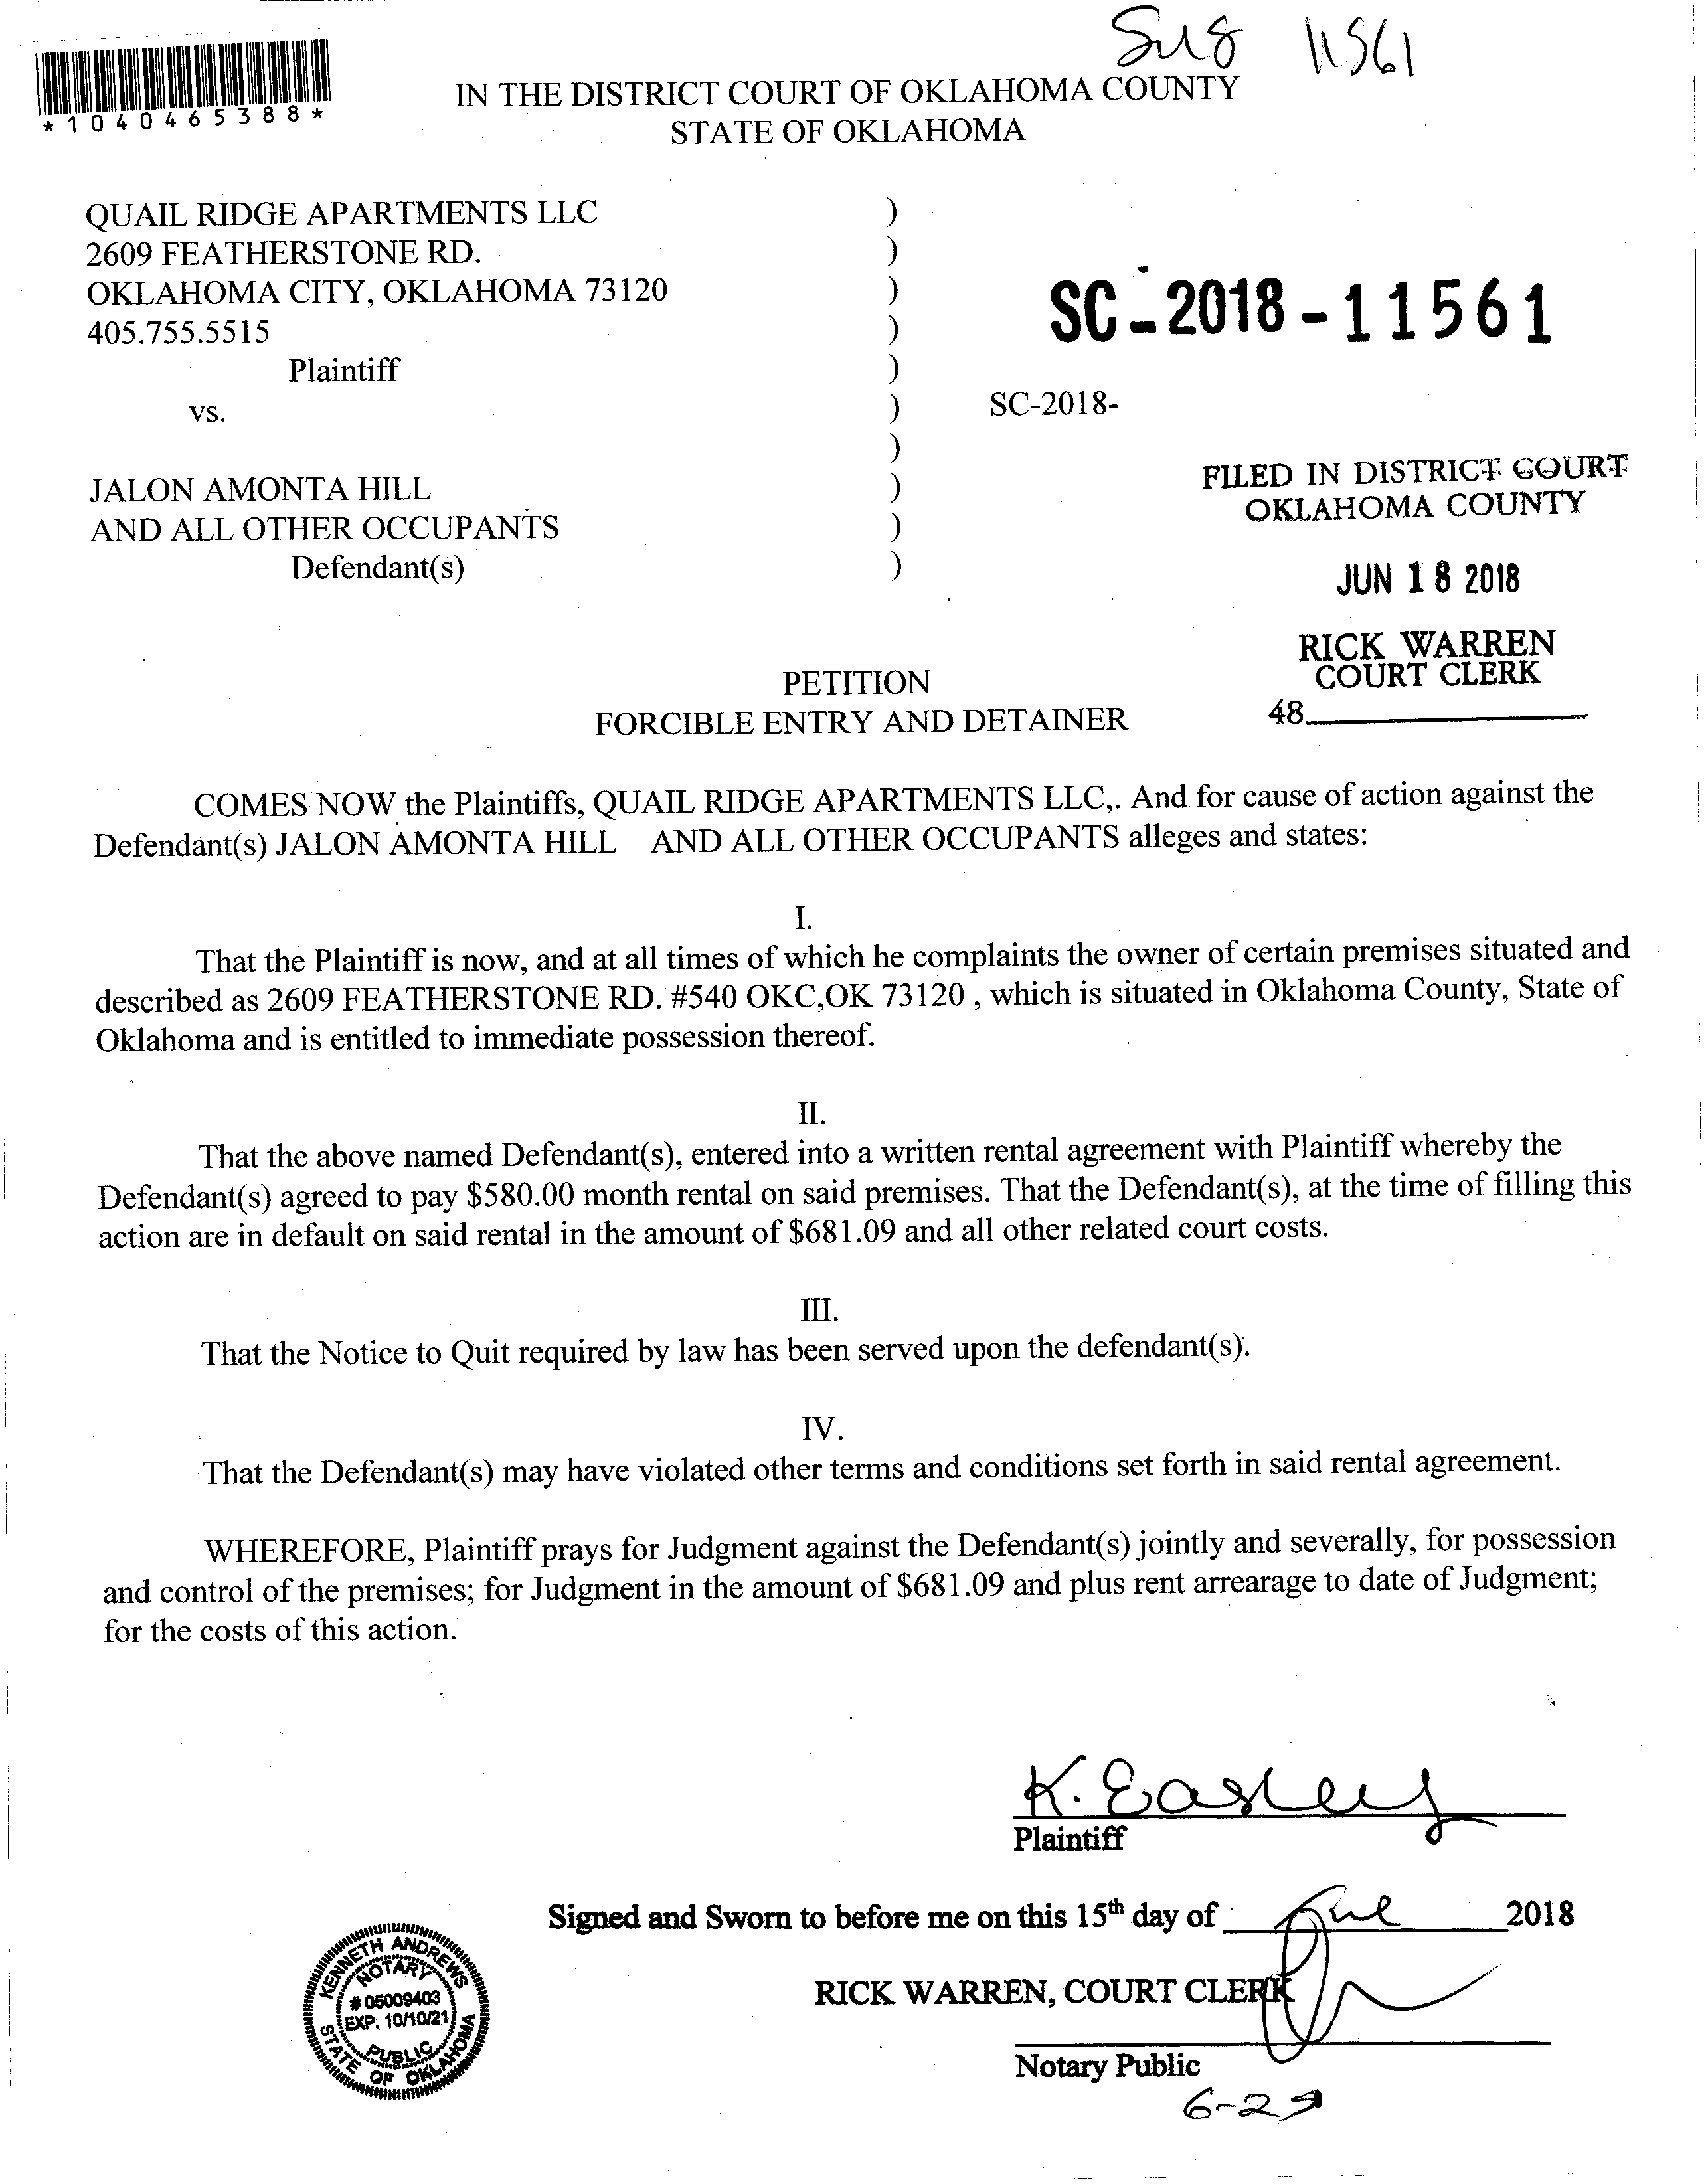 SC18 11561
*1040465388*
IN THE DISTRICT COURT OF OKLAHOMA COUNTY
STATE OF OKLAHOMA
QUAIL RIDGE APARTMENTS LLC )
2609 FEATHERSTONE RD. )
OKLAHOMA CITY, OKLAHOMA 73120 )
405.755.5515 )
SC-2018-11561
Plaintiff )
vs. ) SC-2018-
)
JALON AMONTA HILL )
AND ALL OTHER OCCUPANTS )
Defendant(s) )
FILED IN DISTRICT COURT
OKLAHOMA COUNTY
JUN 18 2018
RICK WARREN
COURT CLERK
48
PETITION
FORCIBLE ENTRY AND DETAINER
COMES NOW the Plaintiffs, QUAIL RIDGE APARTMENTS LLC,. And for cause of action against the
Defendant(s) JALON AMONTA HILL AND ALL OTHER OCCUPANTS alleges and states:
I.
That the Plaintiff is now, and at all times of which he complaints the owner of certain premises situated and
described as 2609 FEATHERSTONE RD. #540 OKC,OK 73120 , which is situated in Oklahoma County, State of
Oklahoma and is entitled to immediate possession thereof.
II.
That the above named Defendant(s), entered into a written rental agreement with Plaintiff whereby the
Defendant(s) agreed to pay $580.00 month rental on said premises. That the Defendant(s), at the time of filling this
action are in default on said rental in the amount of $681.09 and all other related court costs.
III.
That the Notice to Quit required by law has been served upon the defendant(s).
IV.
That the Defendant(s) may have violated other terms and conditions set forth in said rental agreement.
WHEREFORE, Plaintiff prays for Judgment against the Defendant(s) jointly and severally, for possession
and control of the premises; for Judgment in the amount of $681.09 and plus rent arrearage to date of Judgment;
for the costs of this action.
K. Easley
Plaintiff
Signed and Sworn to before me on this 15th day of June 2018
RICK WARREN, COURT CLERK
Notary Public
6-29
KENNETH ANDREWS
NOTARY
# 05009403
EXP. 10/10/21
PUBLIC
STATE OF OKLAHOMA